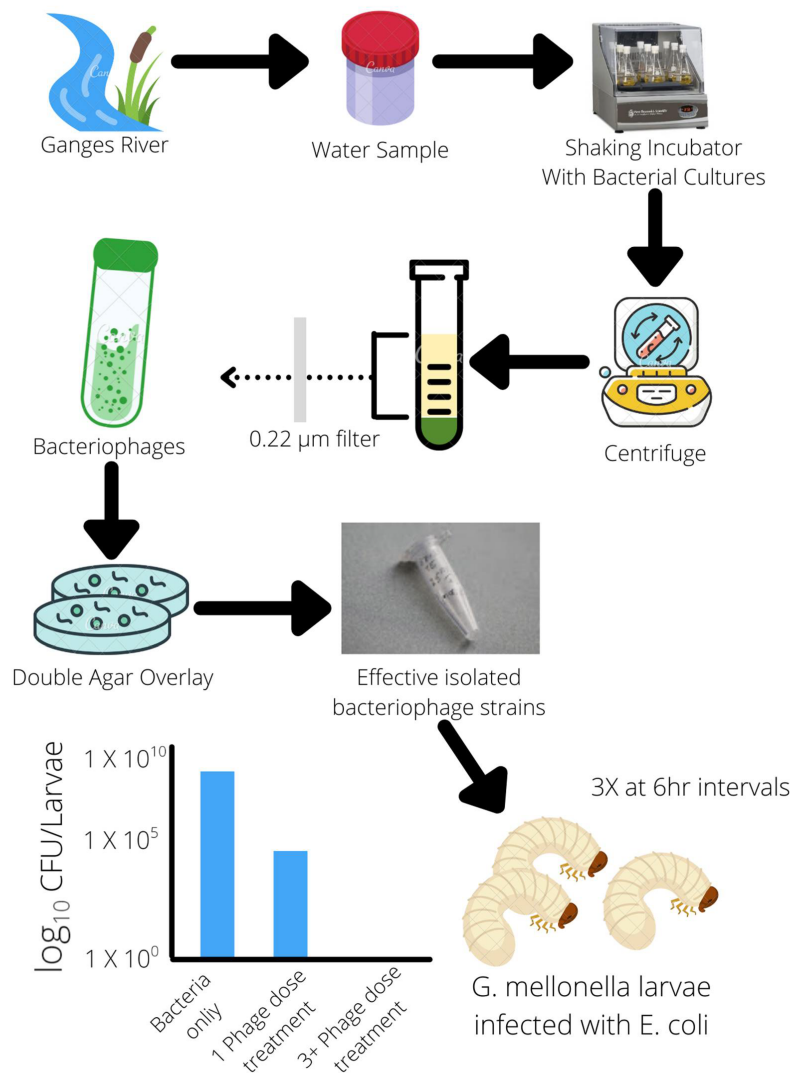 Ganges River
Water Sample
Shaking Incubator
With Bacterial Cultures
Bacteriophages
0.22 µm filter
Centrifuge
Double Agar Overlay
Effective isolated
bacteriophage strains
3X at 6hr intervals
log₁₀ CFU/Larvae
1 X 10¹⁰
1 X 10⁵
1 X 10⁰
Bacteria
onliy
1 Phage dose
treatment
3+ Phage dose
treatment
G. mellonella larvae
infected with E. coli